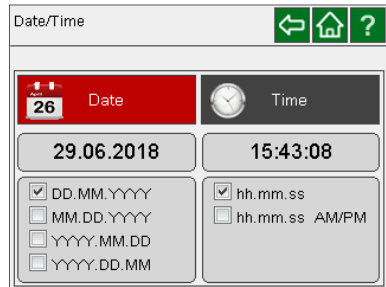 Date/Time
?
April
26
Date
Time
29.06.2018
15:43:08
DD.MM.YYYY
MM.DD.YYYY
YYYY.MM.DD
YYYY.DD.MM
hh.mm.ss
hh.mm.ss AM/PM